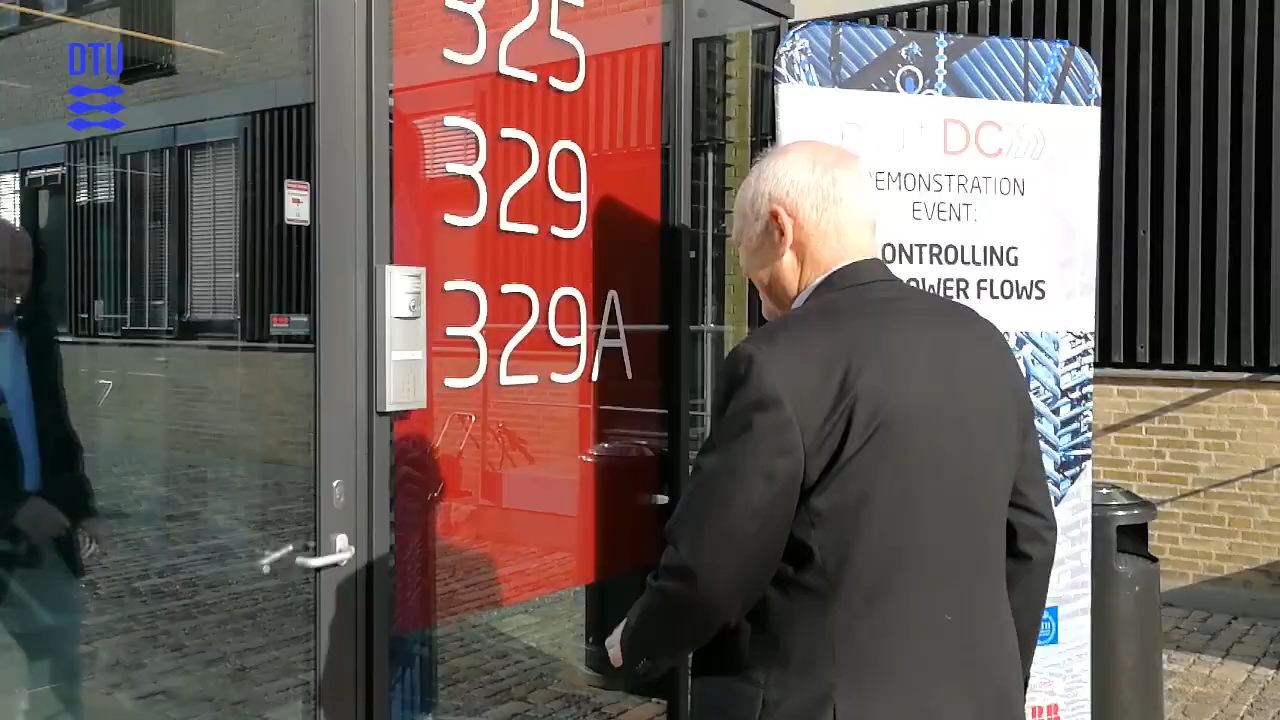 DTU
325
329
329A
DC
EMONSTRATION
EVENT:
ONTROLLING
OWER FLOWS